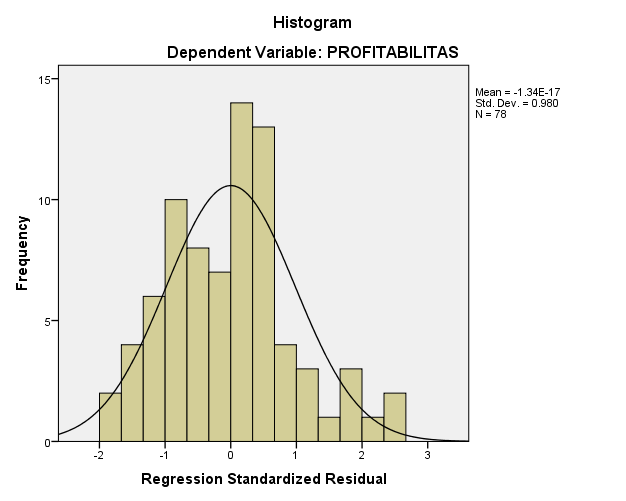 Histogram
Dependent Variable: PROFITABILITAS
Mean = -1.34E-17
Std. Dev. = 0.980
N = 78
Frequency
15
10
5
0
-2 -1 0 1 2 3
Regression Standardized Residual